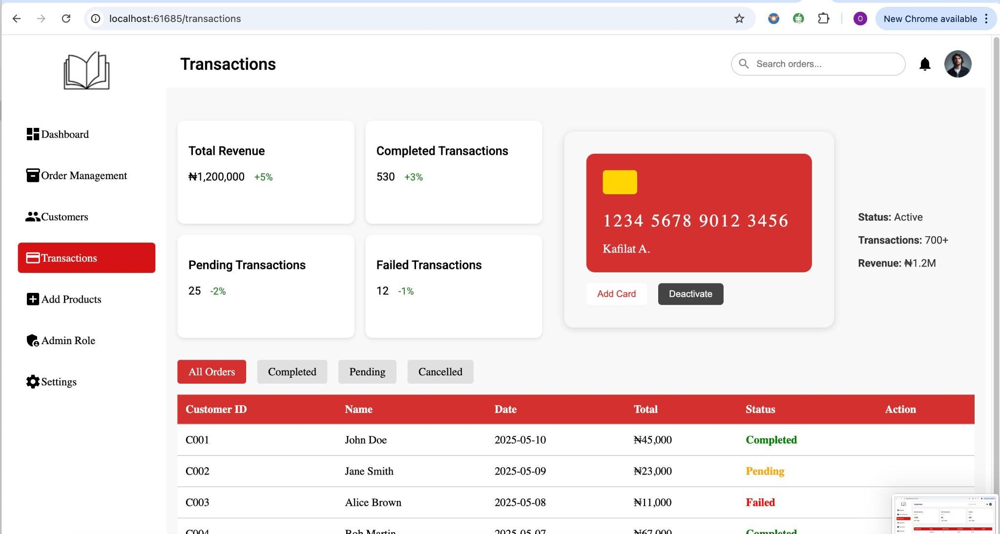 localhost:61685/transactions
O
New Chrome available
Transactions
Search orders...
Dashboard
Order Management
Customers
Transactions
Add Products
Admin Role
Settings
Total Revenue
₦1,200,000 +5%
Completed Transactions
530 +3%
Pending Transactions
25 -2%
Failed Transactions
12 -1%
1234 5678 9012 3456
Kafilat A.
Add Card Deactivate
Status: Active
Transactions: 700+
Revenue: ₦1.2M
All Orders Completed Pending Cancelled
Customer ID Name Date Total Status Action
C001 John Doe 2025-05-10 ₦45,000 Completed
C002 Jane Smith 2025-05-09 ₦23,000 Pending
C003 Alice Brown 2025-05-08 ₦11,000 Failed
C004 Bob Martin 2025-05-07 ₦67,000 Completed